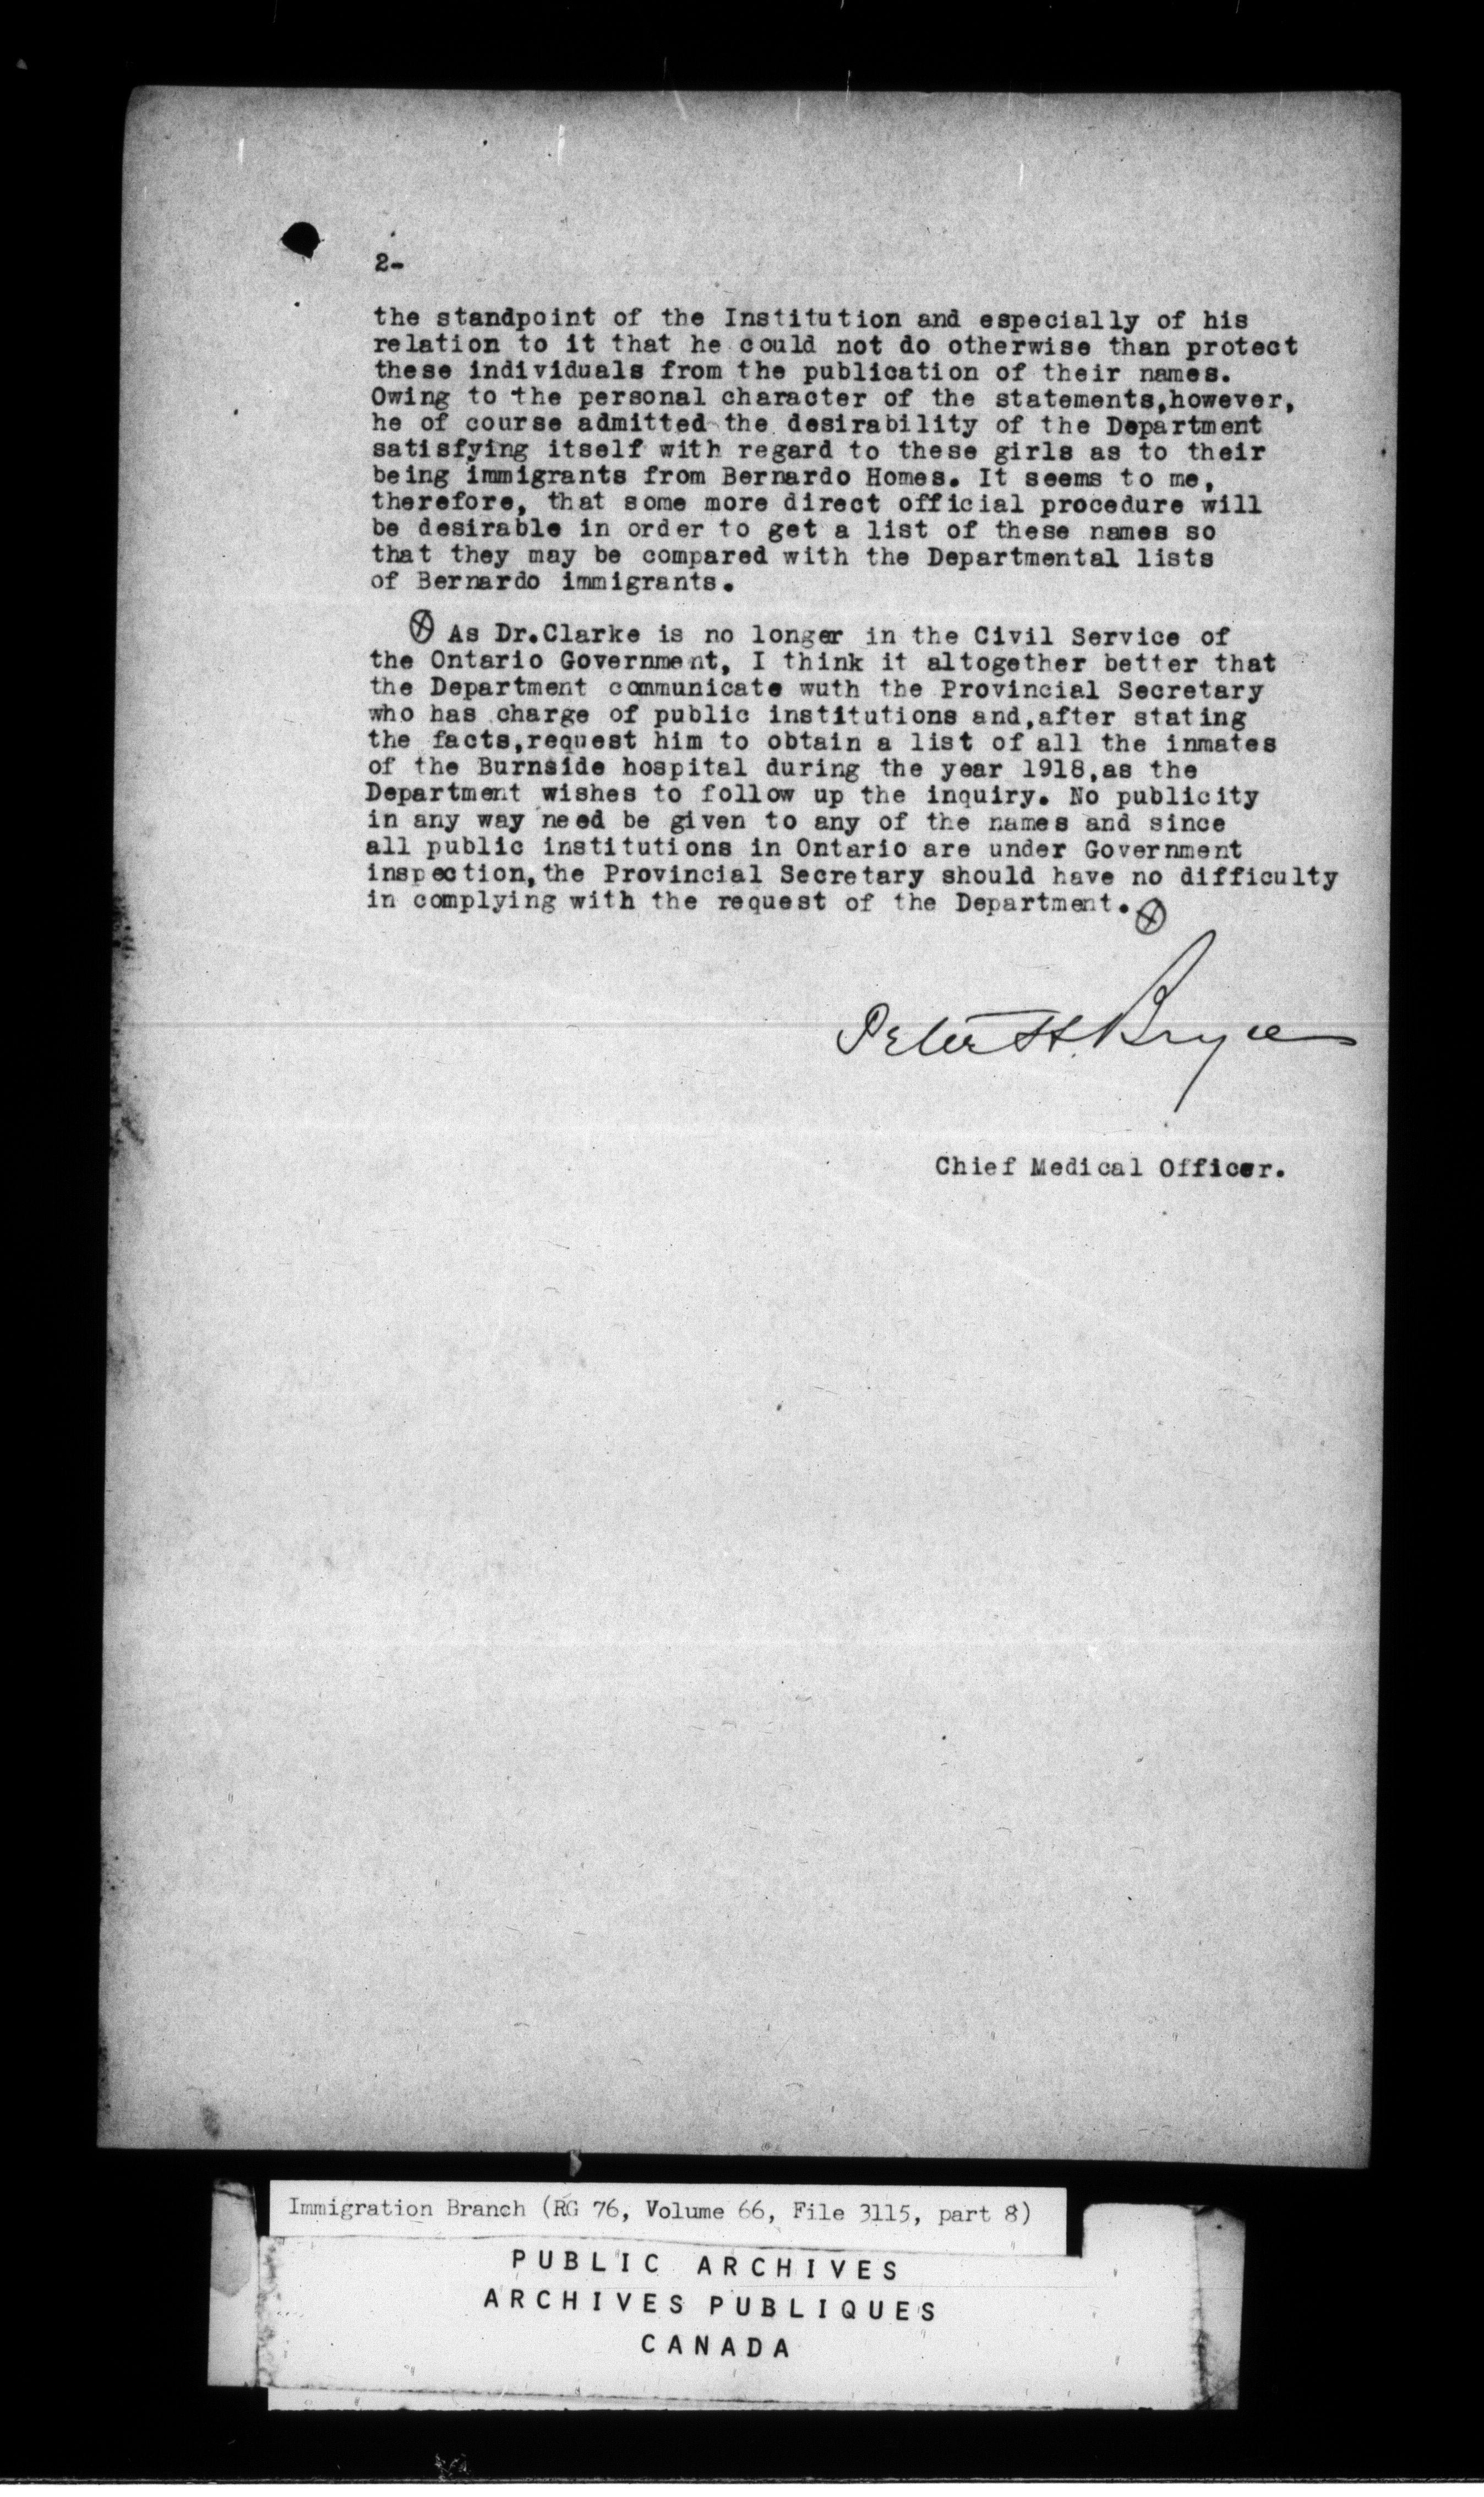 2-
the standpoint of the Institution and especially of his
relation to it that he could not do otherwise than protect
these individuals from the publication of their names.
Owing to the personal character of the statements,however,
he of course admitted the desirability of the Department
satisfying itself with regard to these girls as to their
being immigrants from Bernardo Homes. It seems to me,
therefore, that some more direct official procedure will
be desirable in order to get a list of these names so
that they may be compared with the Departmental lists
of Bernardo immigrants.
As Dr.Clarke is no longer in the Civil Service of
the Ontario Government, I think it altogether better that
the Department communicate wuth the Provincial Secretary
who has charge of public institutions and,after stating
the facts,request him to obtain a list of all the inmates
of the Burnside hospital during the year 1918,as the
Department wishes to follow up the inquiry. No publicity
in any way need be given to any of the names and since
all public institutions in Ontario are under Government
inspection,the Provincial Secretary should have no difficulty
in complying with the request of the Department.
Peter H. Bryce
Chief Medical Officer.
Immigration Branch (RG 76, Volume 66, File 3115, part 8)
PUBLIC ARCHIVES
ARCHIVES PUBLIQUES
CANADA